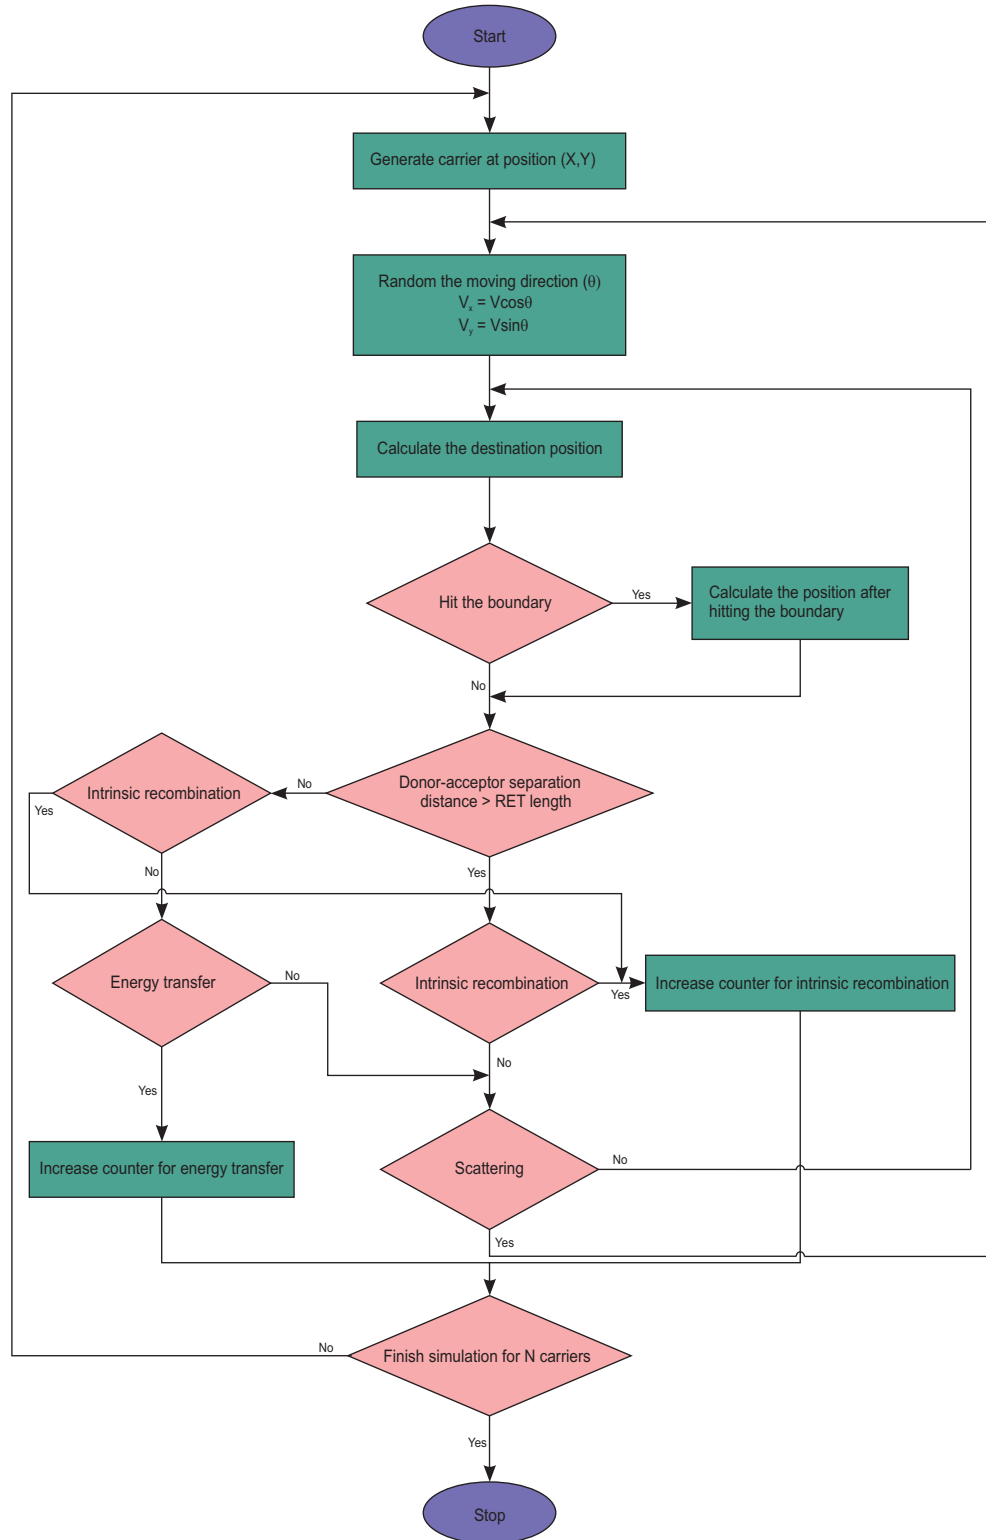 Start
Generate carrier at position (X,Y)
Random the moving direction (θ)
Vx = Vcosθ
Vy = Vsinθ
Calculate the destination position
Hit the boundary
Yes
Calculate the position after
hitting the boundary
No
Donor-acceptor separation
distance > RET length
No
Intrinsic recombination
Yes
No
Yes
Energy transfer
No
Intrinsic recombination
Yes
Increase counter for intrinsic recombination
No
Yes
Increase counter for energy transfer
Scattering
No
Yes
Finish simulation for N carriers
No
Yes
Stop